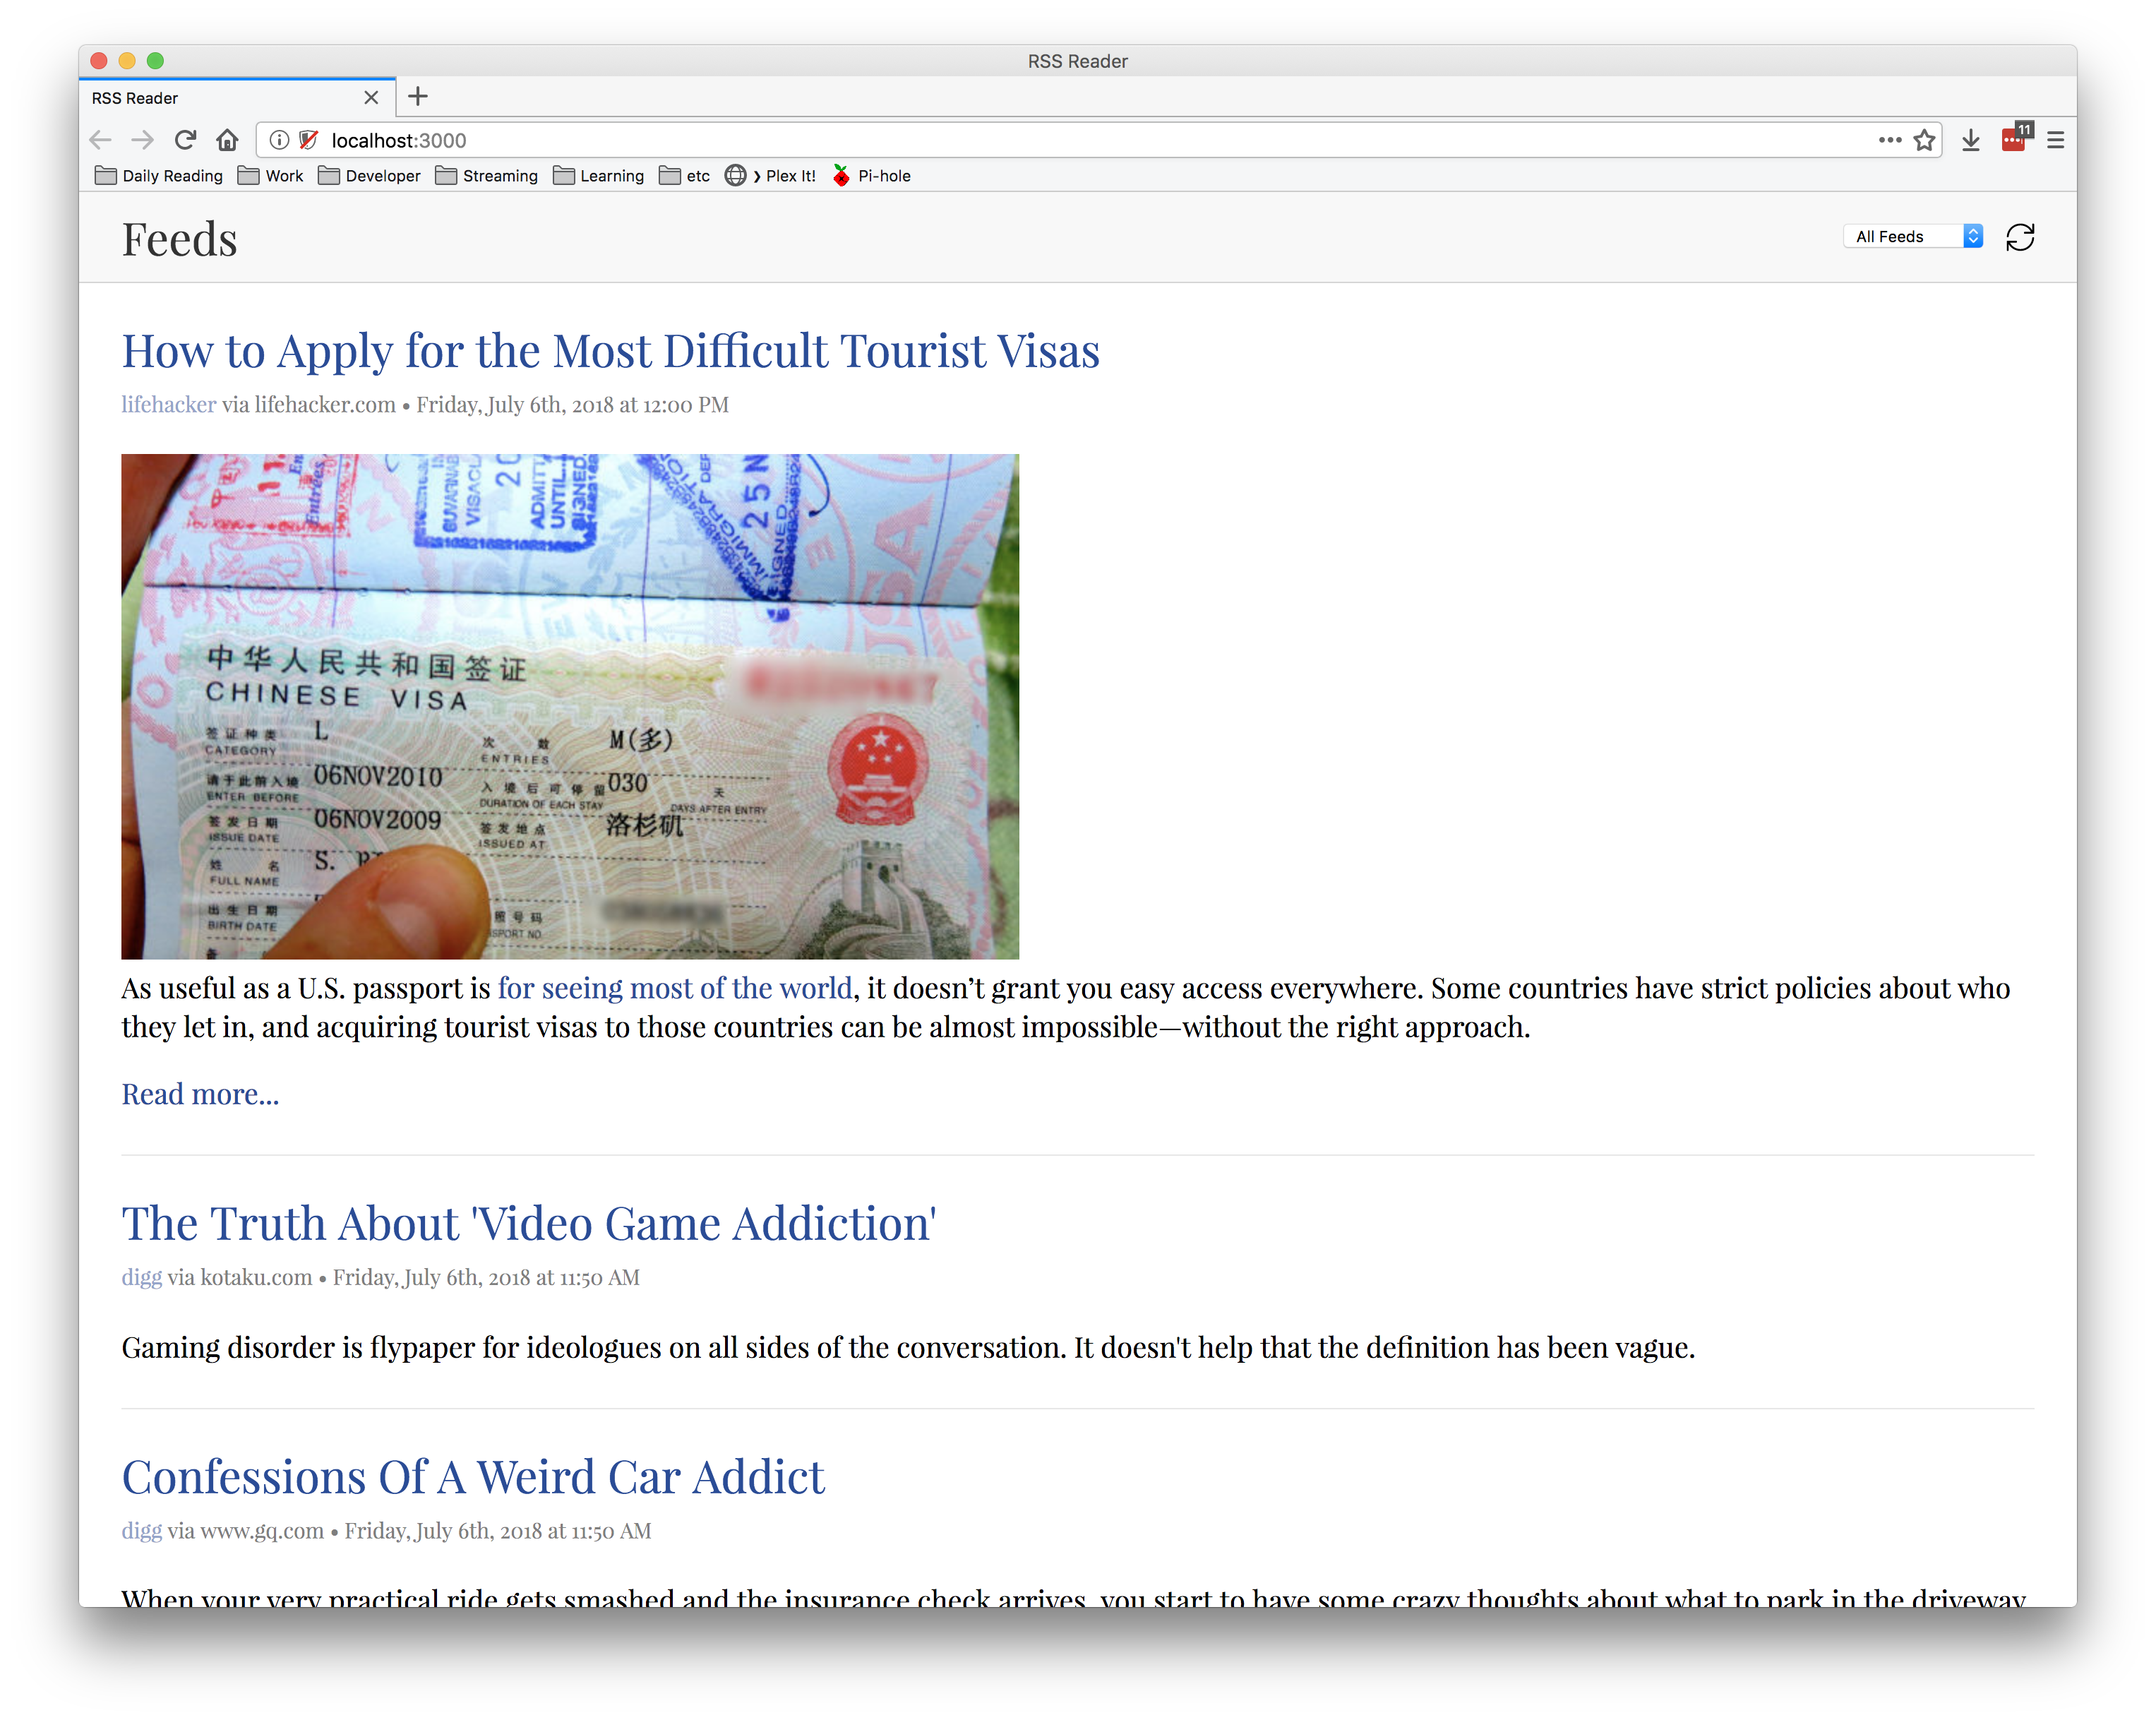 RSS Reader
RSS Reader
localhost:3000
11
Daily Reading Work Developer Streaming Learning etc › Plex It! Pi-hole
Feeds
All Feeds
How to Apply for the Most Difficult Tourist Visas
lifehacker via lifehacker.com • Friday, July 6th, 2018 at 12:00 PM
Entrées
VISA
ADMIT
UNTIL
SIGNED
25 N
USA
中华人民共和国签证
CHINESE VISA
签证种类 L
CATEGORY
次 数 M(多)
ENTRIES
请于此前入境 06NOV2010
ENTER BEFORE
入境后可停留 030 天
DURATION OF EACH STAY DAYS AFTER ENTRY
签发日期 06NOV2009
ISSUE DATE
签发地点 洛杉矶
ISSUED AT
姓 名 S.
FULL NAME
出生日期
BIRTH DATE
照号码
SPORT NO
As useful as a U.S. passport is for seeing most of the world, it doesn’t grant you easy access everywhere. Some countries have strict policies about who
they let in, and acquiring tourist visas to those countries can be almost impossible—without the right approach.
Read more...
The Truth About 'Video Game Addiction'
digg via kotaku.com • Friday, July 6th, 2018 at 11:50 AM
Gaming disorder is flypaper for ideologues on all sides of the conversation. It doesn't help that the definition has been vague.
Confessions Of A Weird Car Addict
digg via www.gq.com • Friday, July 6th, 2018 at 11:50 AM
When your very practical ride gets smashed and the insurance check arrives, you start to have some crazy thoughts about what to park in the driveway